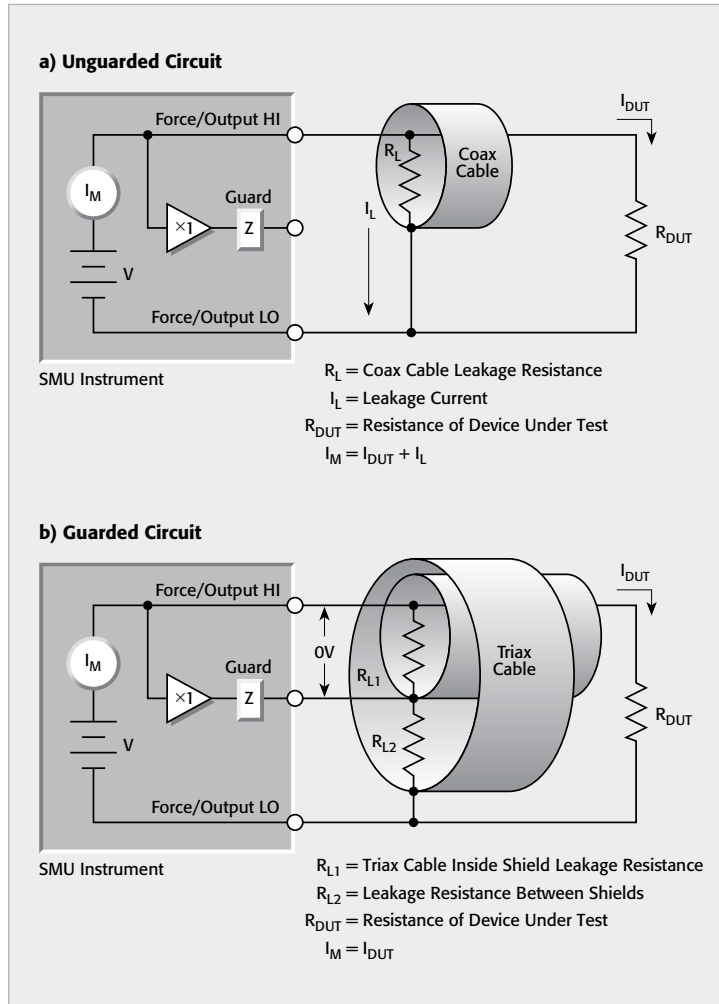 a) Unguarded Circuit
Force/Output HI
I_DUT
R_L
Coax
Cable
I_M
Guard
I_L
×1
Z
R_DUT
V
Force/Output LO
SMU Instrument
R_L = Coax Cable Leakage Resistance
I_L = Leakage Current
R_DUT = Resistance of Device Under Test
I_M = I_DUT + I_L
b) Guarded Circuit
Force/Output HI
I_DUT
0V
Triax
Cable
I_M
Guard
R_L1
×1
Z
R_DUT
R_L2
V
Force/Output LO
SMU Instrument
R_L1 = Triax Cable Inside Shield Leakage Resistance
R_L2 = Leakage Resistance Between Shields
R_DUT = Resistance of Device Under Test
I_M = I_DUT